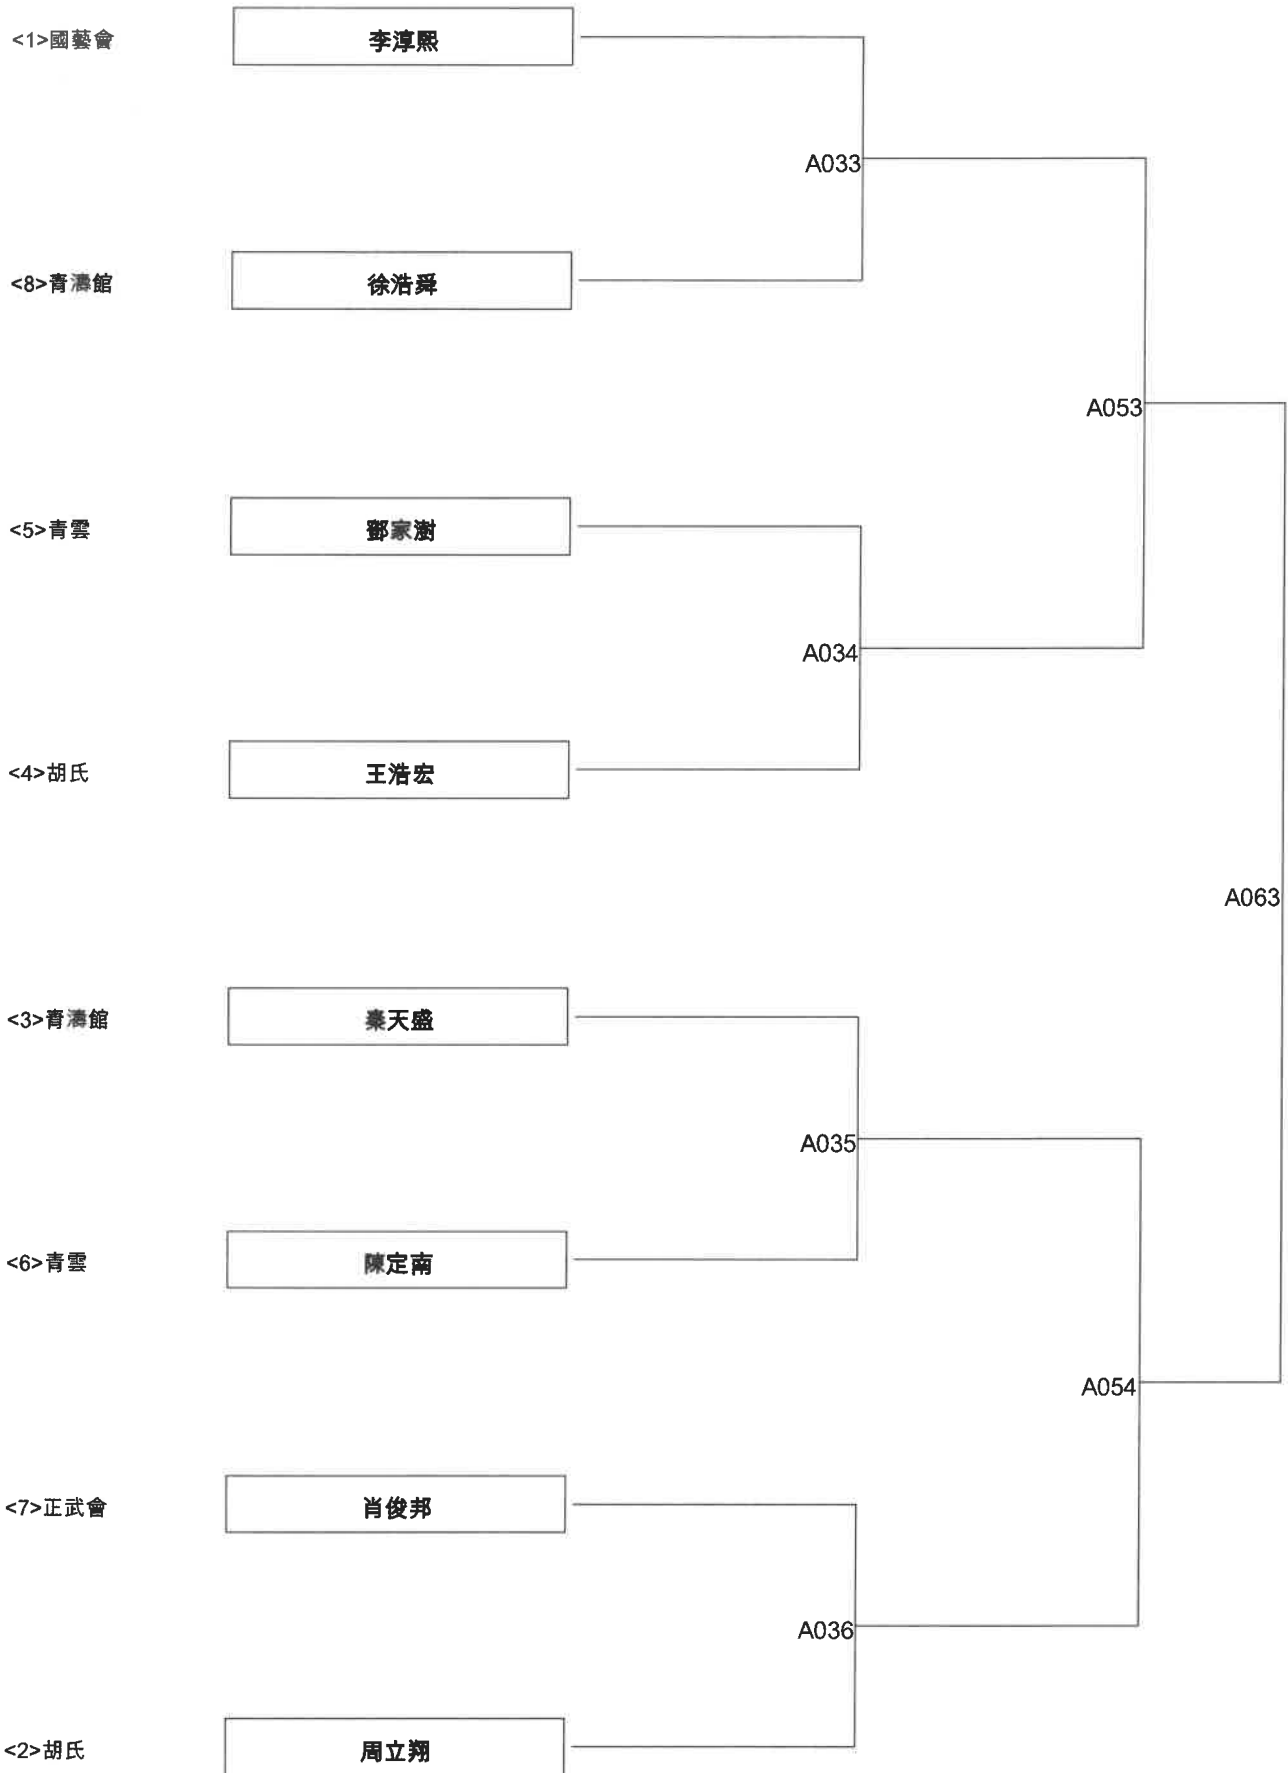 <1>國藝會 李淳熙
A033
<8>青濤館 徐浩舜
A053
<5>青雲 鄧家澍
A034
<4>胡氏 王浩宏
A063
<3>青濤館 秦天盛
A035
<6>青雲 陳定南
A054
<7>正武會 肖俊邦
A036
<2>胡氏 周立翔